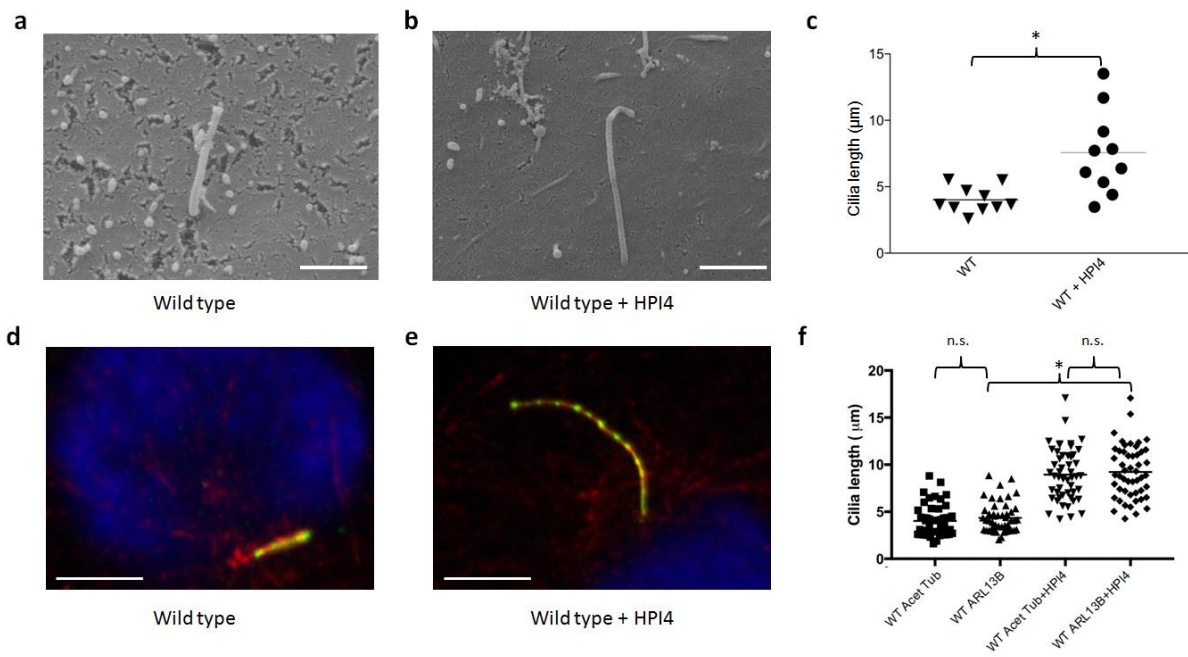 a
b
c
Wild type
Wild type + HPI4
Cilia length (µm)
15
10
5
0
*
WT
WT + HPI4
d
e
f
Wild type
Wild type + HPI4
n.s.
n.s.
*
Cilia length ( µm)
20
15
10
5
0
WT Acet Tub
WT ARL13B
WT Acet Tub+HPI4
WT ARL13B+HPI4